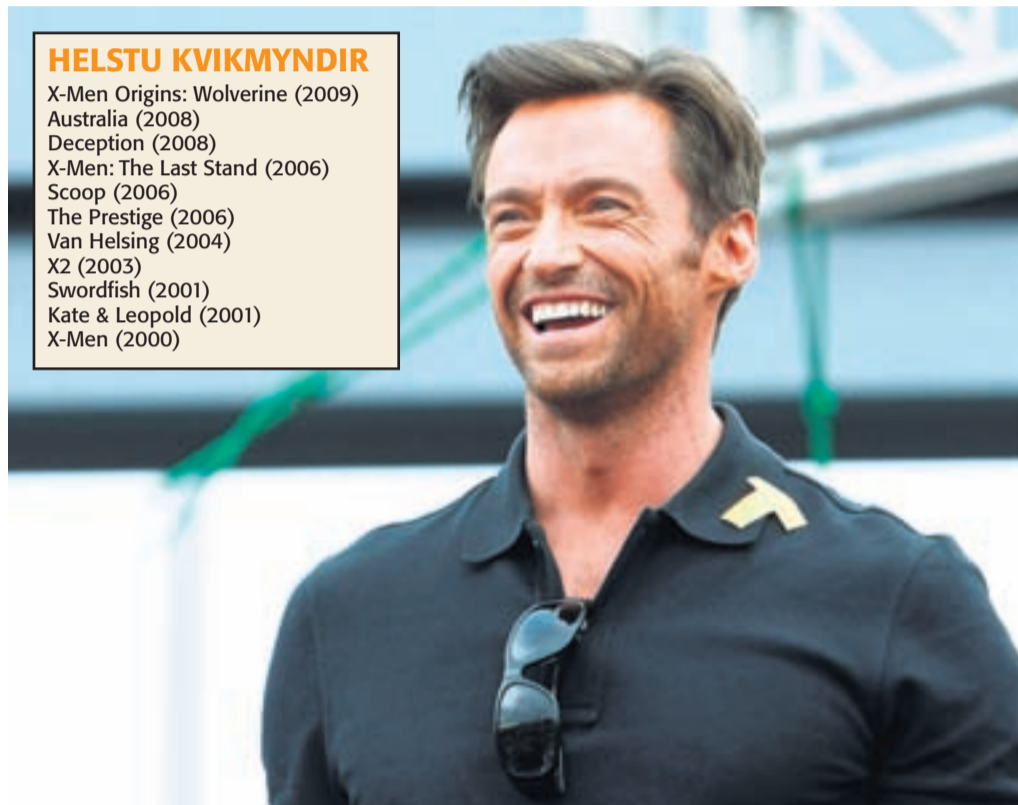 HELSTU KVIKMYNDIR
X-Men Origins: Wolverine (2009)
Australia (2008)
Deception (2008)
X-Men: The Last Stand (2006)
Scoop (2006)
The Prestige (2006)
Van Helsing (2004)
X2 (2003)
Swordfish (2001)
Kate & Leopold (2001)
X-Men (2000)